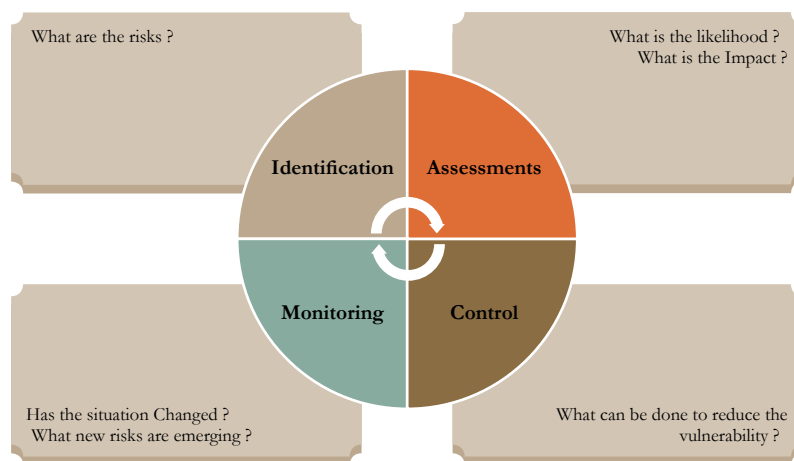 What are the risks ?
What is the likelihood ?
What is the Impact ?
Identification
Assessments
Monitoring
Control
Has the situation Changed ?
What new risks are emerging ?
What can be done to reduce the
vulnerability ?